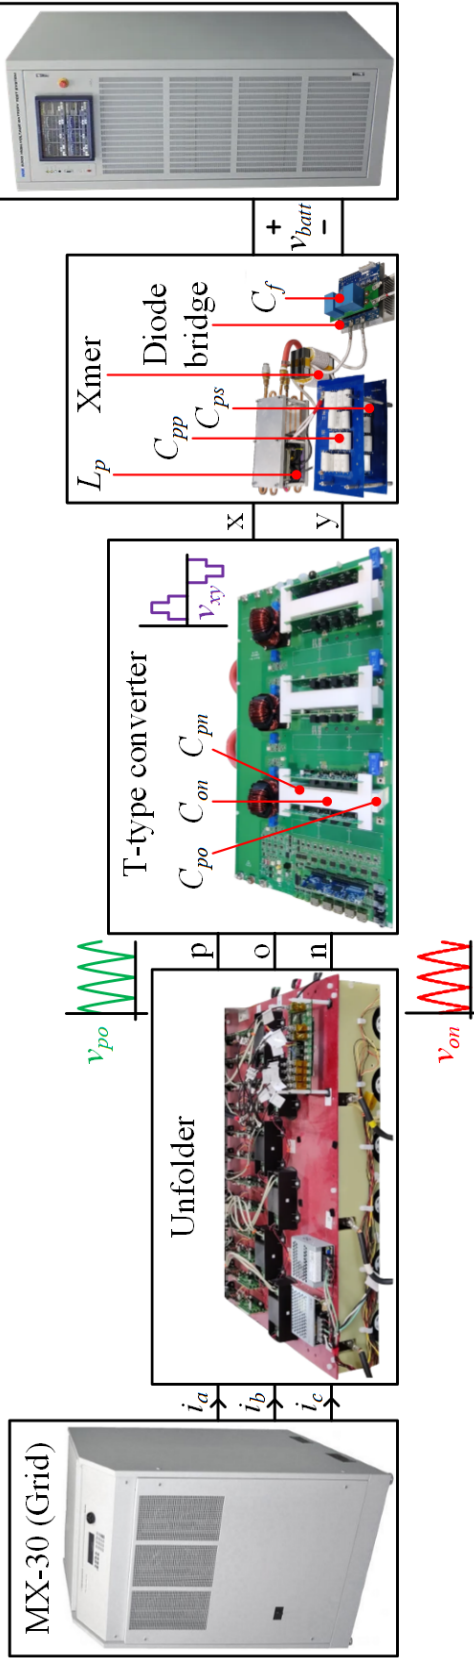 MX-30 (Grid)
i_a
i_b
i_c
Unfolder
v_po
v_on
p
o
n
T-type converter
C_po
C_on
C_pn
v_xy
x
y
L_p
C_pp
C_ps
Xmer
Diode
bridge
C_f
+
v_batt
−